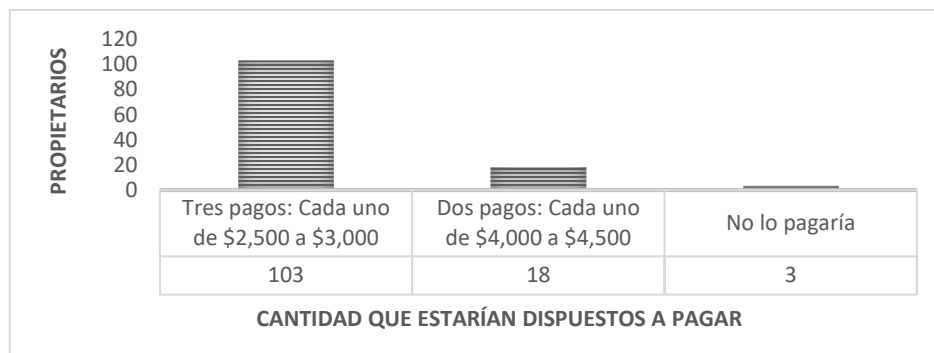 PROPIETARIOS
120
100
80
60
40
20
0
Tres pagos: Cada uno
de $2,500 a $3,000
Dos pagos: Cada uno
de $4,000 a $4,500
No lo pagaría
103
18
3
CANTIDAD QUE ESTARÍAN DISPUESTOS A PAGAR